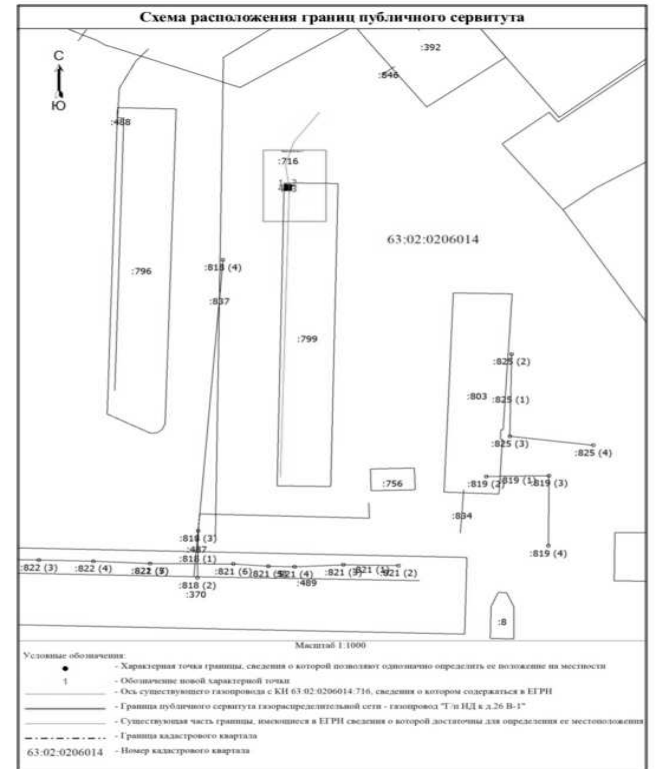 Схема расположения границ публичного сервитута
С
Ю
:392
:846
:488
:716
63:02:0206014
:796
:818 (4)
:837
:799
:825 (2)
:803
:825 (1)
:825 (3)
:825 (4)
:756
:819 (2)
:819 (1)
:819 (3)
:834
:818 (3)
:487
:818 (1)
:819 (4)
:822 (3)
:822 (4)
:821 (6)
:821 (4)
:821 (3)
:821 (1)
:821 (2)
:818 (2)
:489
:370
:8
Масштаб 1:1000
Условные обозначения:
- Характерная точка границы, сведения о которой позволяют однозначно определить ее положение на местности
1 - Обозначение новой характерной точки
- Ось существующего газопровода с КН 63:02:0206014:716, сведения о котором содержаться в ЕГРН
- Граница публичного сервитута газораспределительной сети - газопровод "Г/п НД к д.26 В-1"
- Существующая часть границы, имеющиеся в ЕГРН сведения о которой достаточны для определения ее местоположения
- Граница кадастрового квартала
63:02:0206014 - Номер кадастрового квартала